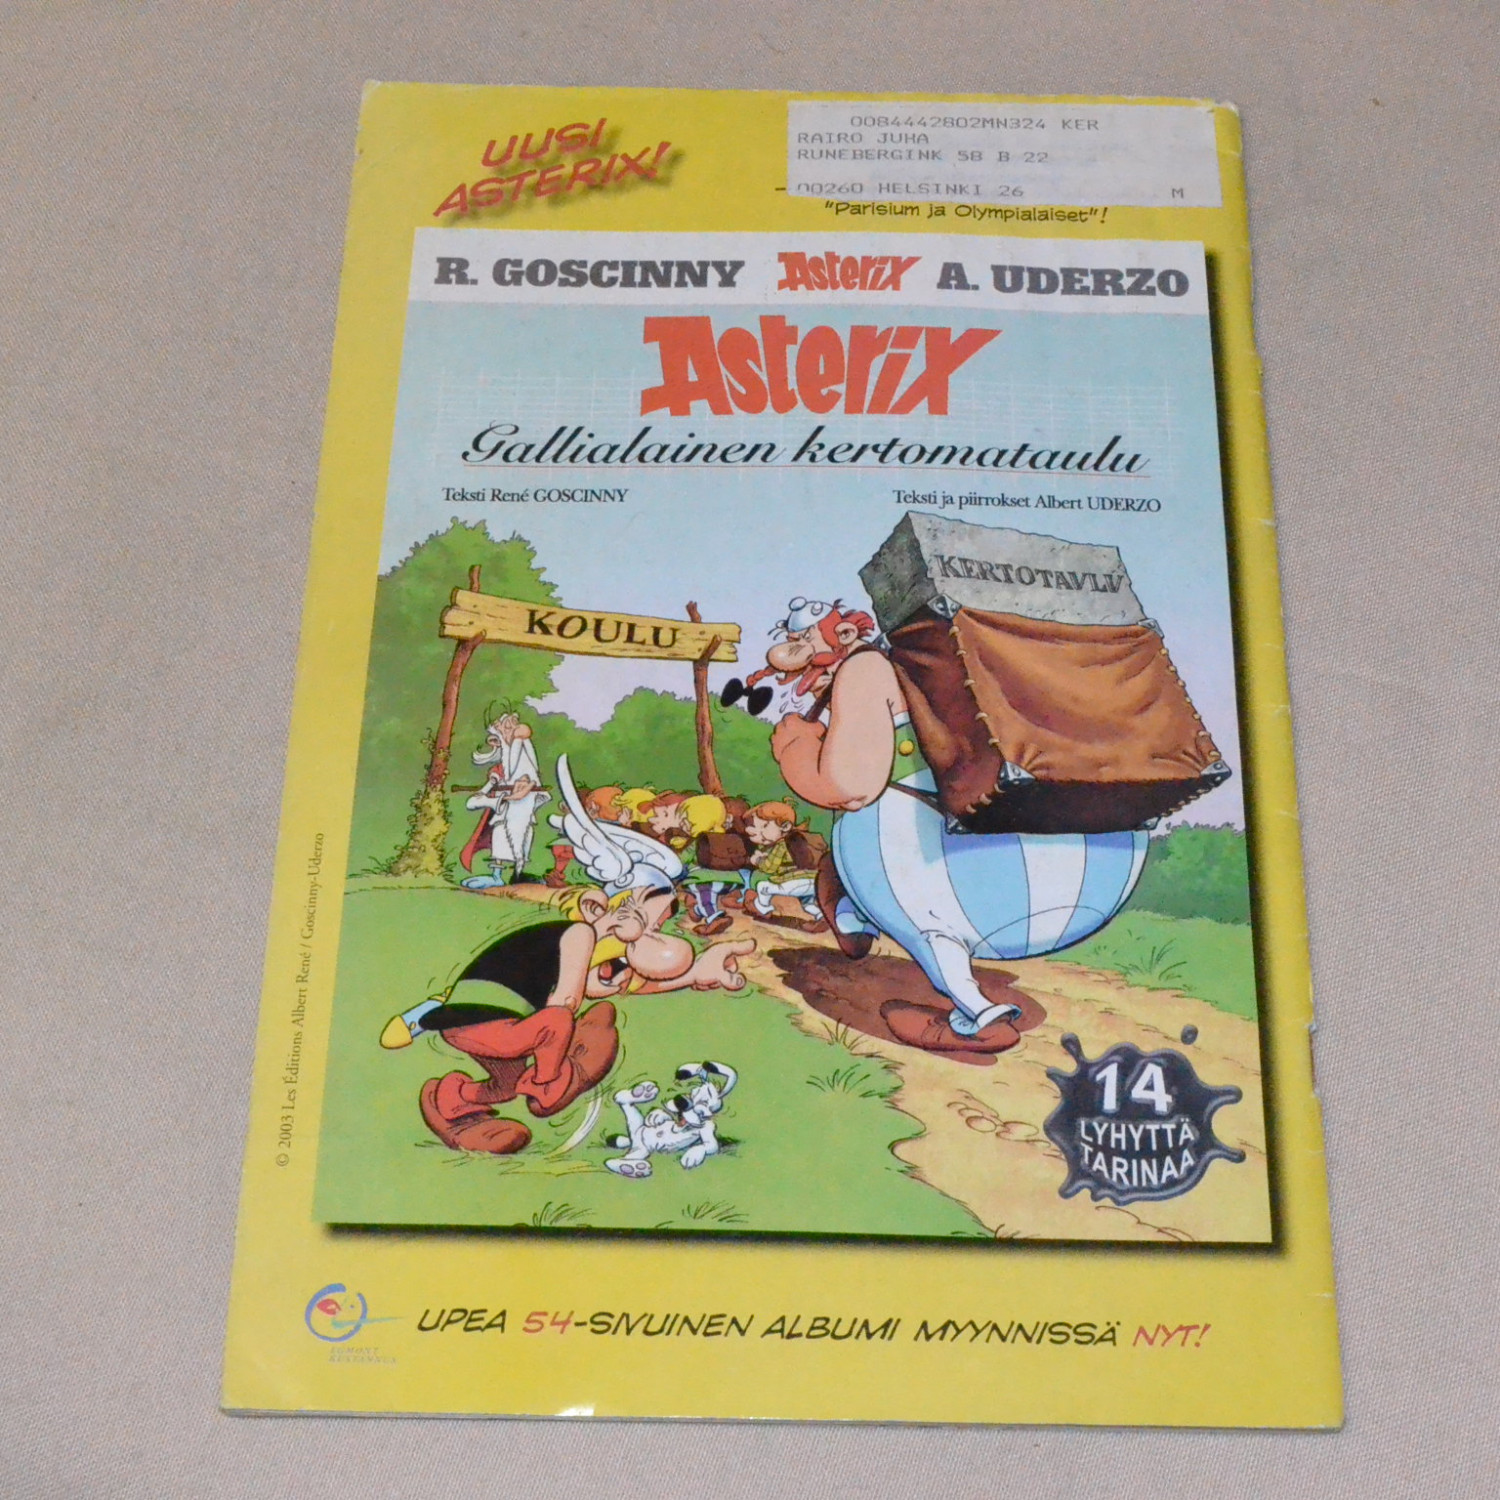 UUSI
ASTERIX!
0084442802MN324 KER
RAIRO JUHA
RUNEBERGINK 58 B 22
00260 HELSINKI 26 M
"Parisium ja Olympialaiset"!
R. GOSCINNY Asterix A. UDERZO
Asterix
Gallialainen kertomataulu
Teksti René GOSCINNY
Teksti ja piirrokset Albert UDERZO
KERTOTAVLV
KOULU
14
LYHYTTÄ
TARINAA
© 2003 Les Éditions Albert René / Goscinny-Uderzo
EGMONT
KUSTANNUS
UPEA 54-SIVUINEN ALBUMI MYYNNISSÄ NYT!